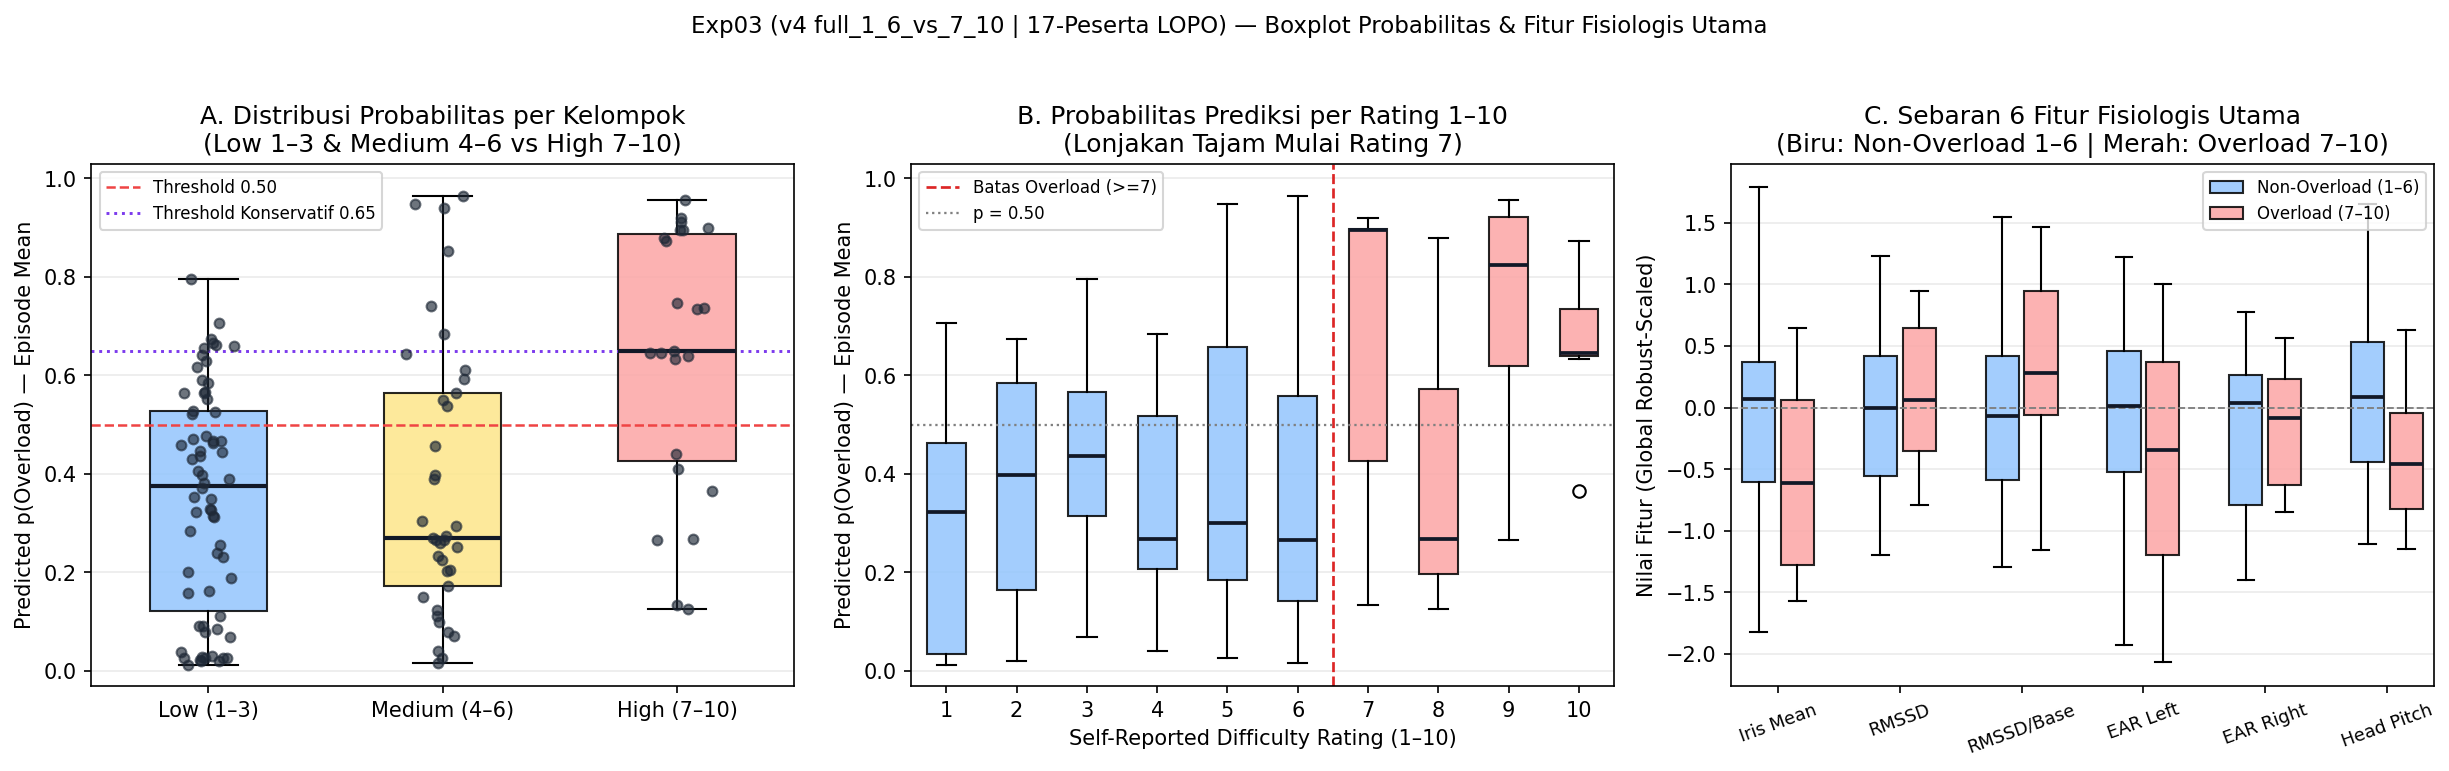 Exp03 (v4 full_1_6_vs_7_10 | 17-Peserta LOPO) — Boxplot Probabilitas & Fitur Fisiologis Utama
A. Distribusi Probabilitas per Kelompok
(Low 1–3 & Medium 4–6 vs High 7–10)
Predicted p(Overload) — Episode Mean
1.0
0.8
0.6
0.4
0.2
0.0
Threshold 0.50
Threshold Konservatif 0.65
Low (1–3)
Medium (4–6)
High (7–10)
B. Probabilitas Prediksi per Rating 1–10
(Lonjakan Tajam Mulai Rating 7)
Predicted p(Overload) — Episode Mean
1.0
0.8
0.6
0.4
0.2
0.0
Batas Overload (>=7)
p = 0.50
1
2
3
4
5
6
7
8
9
10
Self-Reported Difficulty Rating (1–10)
C. Sebaran 6 Fitur Fisiologis Utama
(Biru: Non-Overload 1–6 | Merah: Overload 7–10)
Nilai Fitur (Global Robust-Scaled)
1.5
1.0
0.5
0.0
−0.5
−1.0
−1.5
−2.0
Non-Overload (1–6)
Overload (7–10)
Iris Mean
RMSSD
RMSSD/Base
EAR Left
EAR Right
Head Pitch